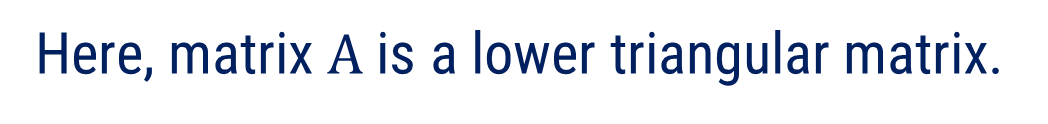 Here, matrix A is a lower triangular matrix.